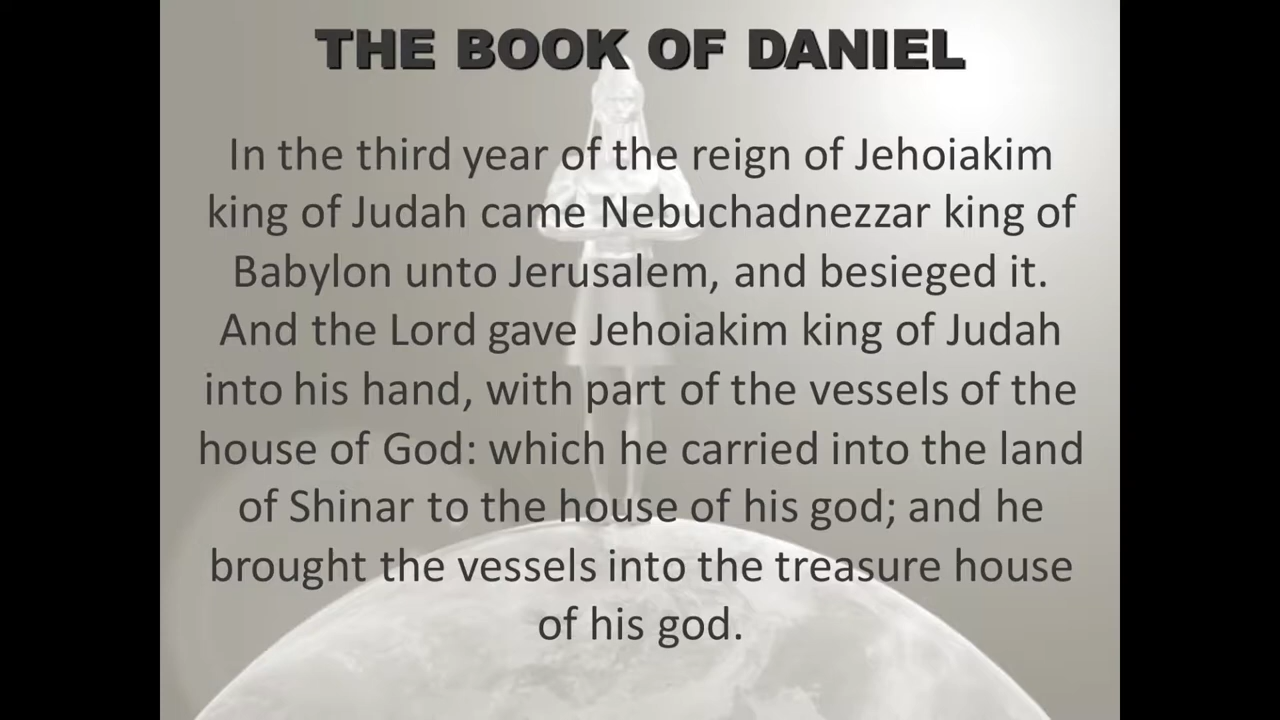 THE BOOK OF DANIEL
In the third year of the reign of Jehoiakim
king of Judah came Nebuchadnezzar king of
Babylon unto Jerusalem, and besieged it.
And the Lord gave Jehoiakim king of Judah
into his hand, with part of the vessels of the
house of God: which he carried into the land
of Shinar to the house of his god; and he
brought the vessels into the treasure house
of his god.